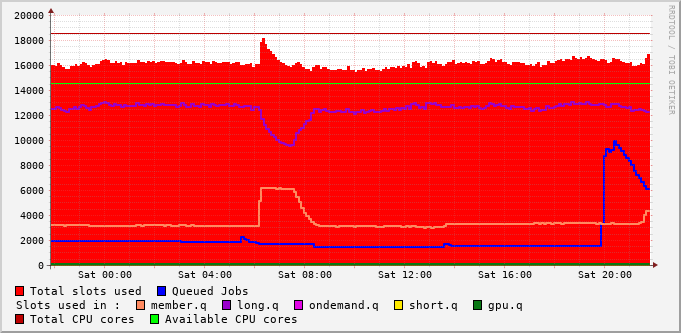 RRDTOOL / TOBI OETIKER
20000
18000
16000
14000
12000
10000
8000
6000
4000
2000
0
Sat 00:00 Sat 04:00 Sat 08:00 Sat 12:00 Sat 16:00 Sat 20:00
Total slots used Queued Jobs
Slots used in : member.q long.q ondemand.q short.q gpu.q
Total CPU cores Available CPU cores